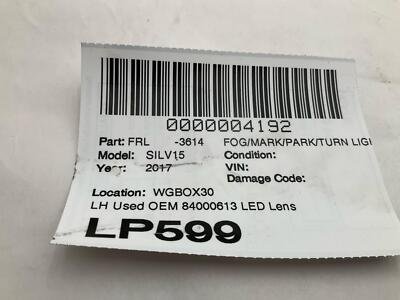 0000004192
Part: FRL -3614 FOG/MARK/PARK/TURN LIGI
Model: SILV15 Condition:
Year: 2017 VIN:
Damage Code:
Location: WGBOX30
LH Used OEM 84000613 LED Lens
LP599